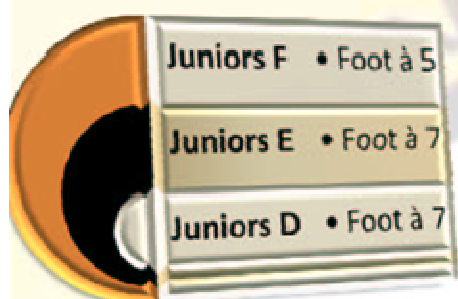 Juniors F • Foot à 5
Juniors E • Foot à 7
Juniors D • Foot à 7